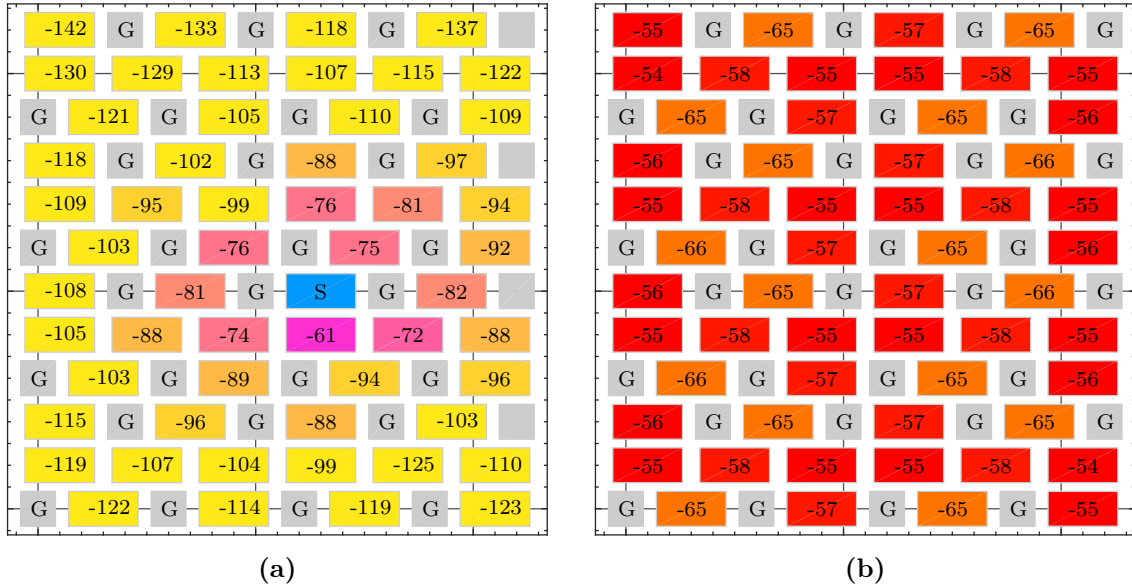 -142 G -133 G -118 G -137
-130 -129 -113 -107 -115 -122
G -121 G -105 G -110 G -109
-118 G -102 G -88 G -97
-109 -95 -99 -76 -81 -94
G -103 G -76 G -75 G -92
-108 G -81 G S G -82
-105 -88 -74 -61 -72 -88
G -103 G -89 G -94 G -96
-115 G -96 G -88 G -103
-119 -107 -104 -99 -125 -110
G -122 G -114 G -119 G -123
(a)
-55 G -65 G -57 G -65 G
-54 -58 -55 -55 -58 -55
G -65 G -57 G -65 G -56
-56 G -65 G -57 G -66 G
-55 -58 -55 -55 -58 -55
G -66 G -57 G -65 G -56
-56 G -65 G -57 G -66 G
-55 -58 -55 -55 -58 -55
G -66 G -57 G -65 G -56
-56 G -65 G -57 G -65 G
-55 -58 -55 -55 -58 -54
G -65 G -57 G -65 G -55
(b)